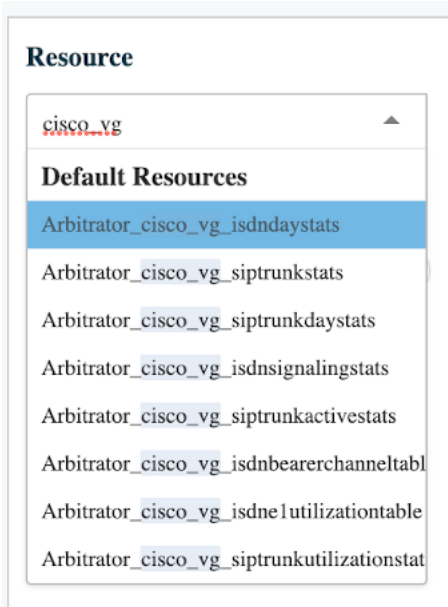 Resource
cisco_vg
Default Resources
Arbitrator_cisco_vg_isdndaystats
Arbitrator_cisco_vg_siptrunkstats
Arbitrator_cisco_vg_siptrunkdaystats
Arbitrator_cisco_vg_isdnsignalingstats
Arbitrator_cisco_vg_siptrunkactivestats
Arbitrator_cisco_vg_isdnbearerchanneltabl
Arbitrator_cisco_vg_isdne1utilizationtable
Arbitrator_cisco_vg_siptrunkutilizationstat